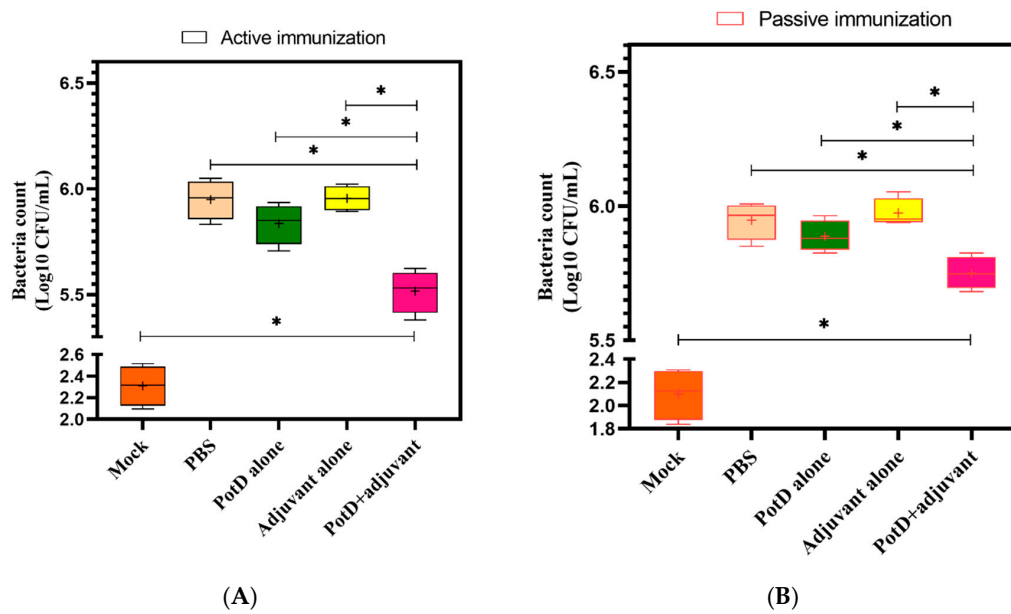 Active immunization
Bacteria count
(Log10 CFU/mL)
6.5
6.0
5.5
2.6
2.4
2.2
2.0
*
*
*
*
Mock
PBS
PotD alone
Adjuvant alone
PotD+adjuvant
(A)
Passive immunization
Bacteria count
(Log10 CFU/mL)
6.5
6.0
5.5
2.4
2.2
2.0
1.8
*
*
*
*
Mock
PBS
PotD alone
Adjuvant alone
PotD+adjuvant
(B)